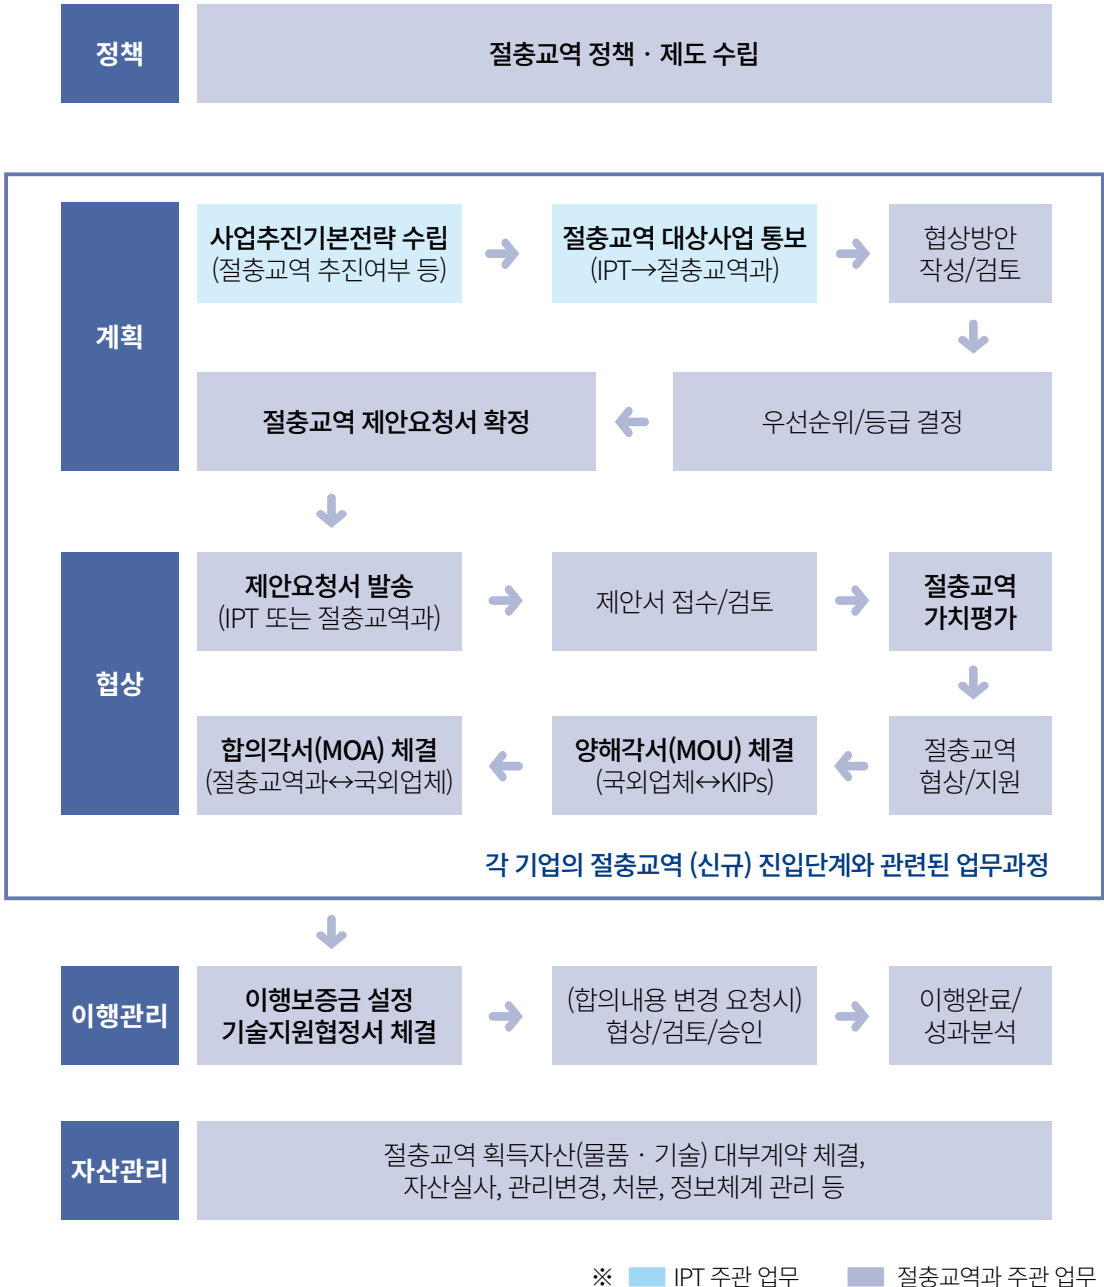 정책
절충교역 정책 · 제도 수립
계획
사업추진기본전략 수립
(절충교역 추진여부 등)
절충교역 대상사업 통보
(IPT→절충교역과)
협상방안
작성/검토
우선순위/등급 결정
절충교역 제안요청서 확정
협상
제안요청서 발송
(IPT 또는 절충교역과)
제안서 접수/검토
절충교역
가치평가
절충교역
협상/지원
양해각서(MOU) 체결
(국외업체↔KIPs)
합의각서(MOA) 체결
(절충교역과↔국외업체)
각 기업의 절충교역 (신규) 진입단계와 관련된 업무과정
이행관리
이행보증금 설정
기술지원협정서 체결
(합의내용 변경 요청시)
협상/검토/승인
이행완료/
성과분석
자산관리
절충교역 획득자산(물품 · 기술) 대부계약 체결,
자산실사, 관리변경, 처분, 정보체계 관리 등
※ IPT 주관 업무 절충교역과 주관 업무